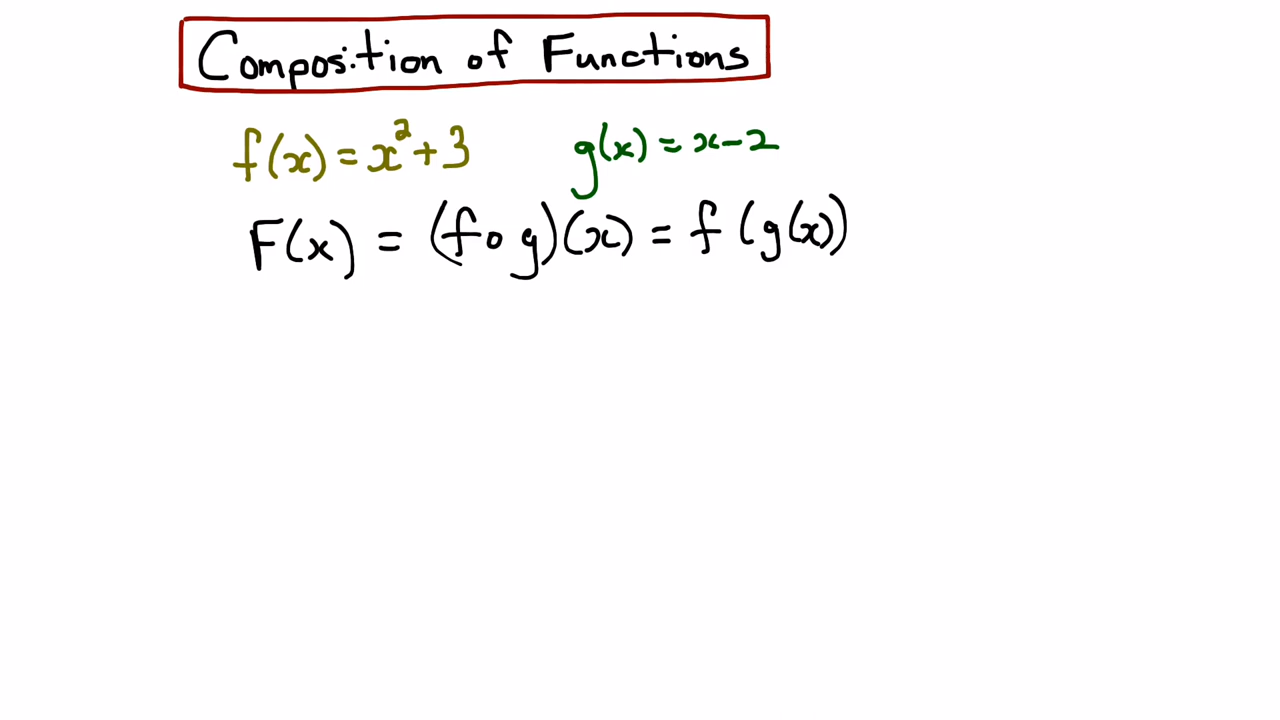 Composition of Functions
f(x) = x² + 3 g(x) = x - 2
F(x) = (f ∘ g)(x) = f(g(x))